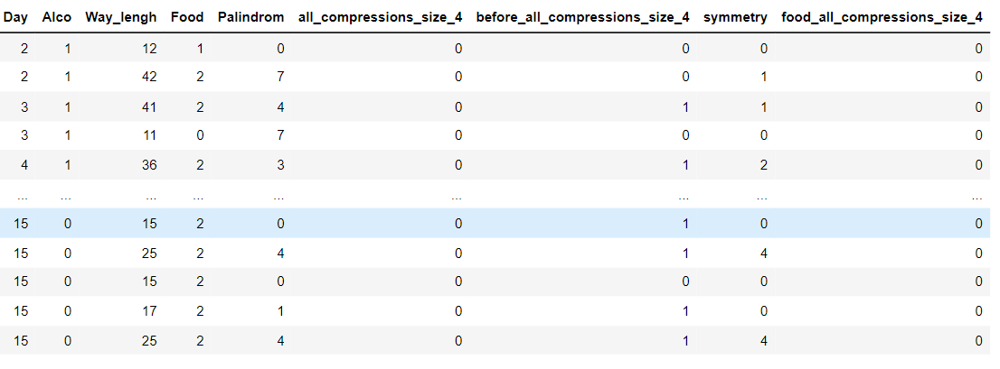 Day Alco Way_lengh Food Palindrom all_compressions_size_4 before_all_compressions_size_4 symmetry food_all_compressions_size_4
2 1 12 1 0 0 0 0 0
2 1 42 2 7 0 0 1 0
3 1 41 2 4 0 1 1 0
3 1 11 0 7 0 0 0 0
4 1 36 2 3 0 1 2 0
... ... ... ... ... ... ... ... ...
15 0 15 2 0 0 1 0 0
15 0 25 2 4 0 1 4 0
15 0 15 2 0 0 0 0 0
15 0 17 2 1 0 1 0 0
15 0 25 2 4 0 1 4 0